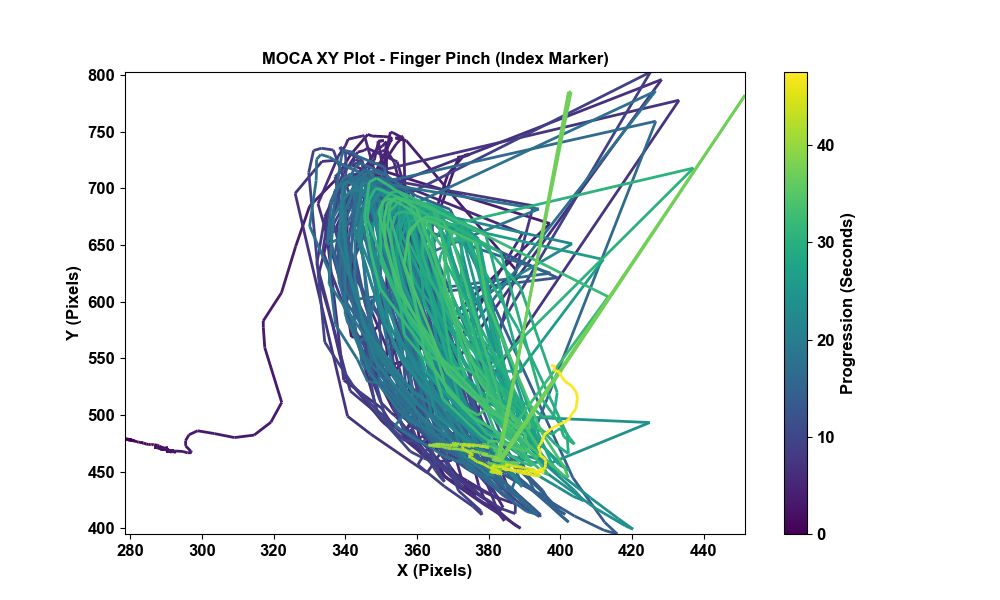 MOCA XY Plot - Finger Pinch (Index Marker)
800
750
700
650
600
550
500
450
400
Y (Pixels)
280 300 320 340 360 380 400 420 440
X (Pixels)
40
30
20
10
0
Progression (Seconds)